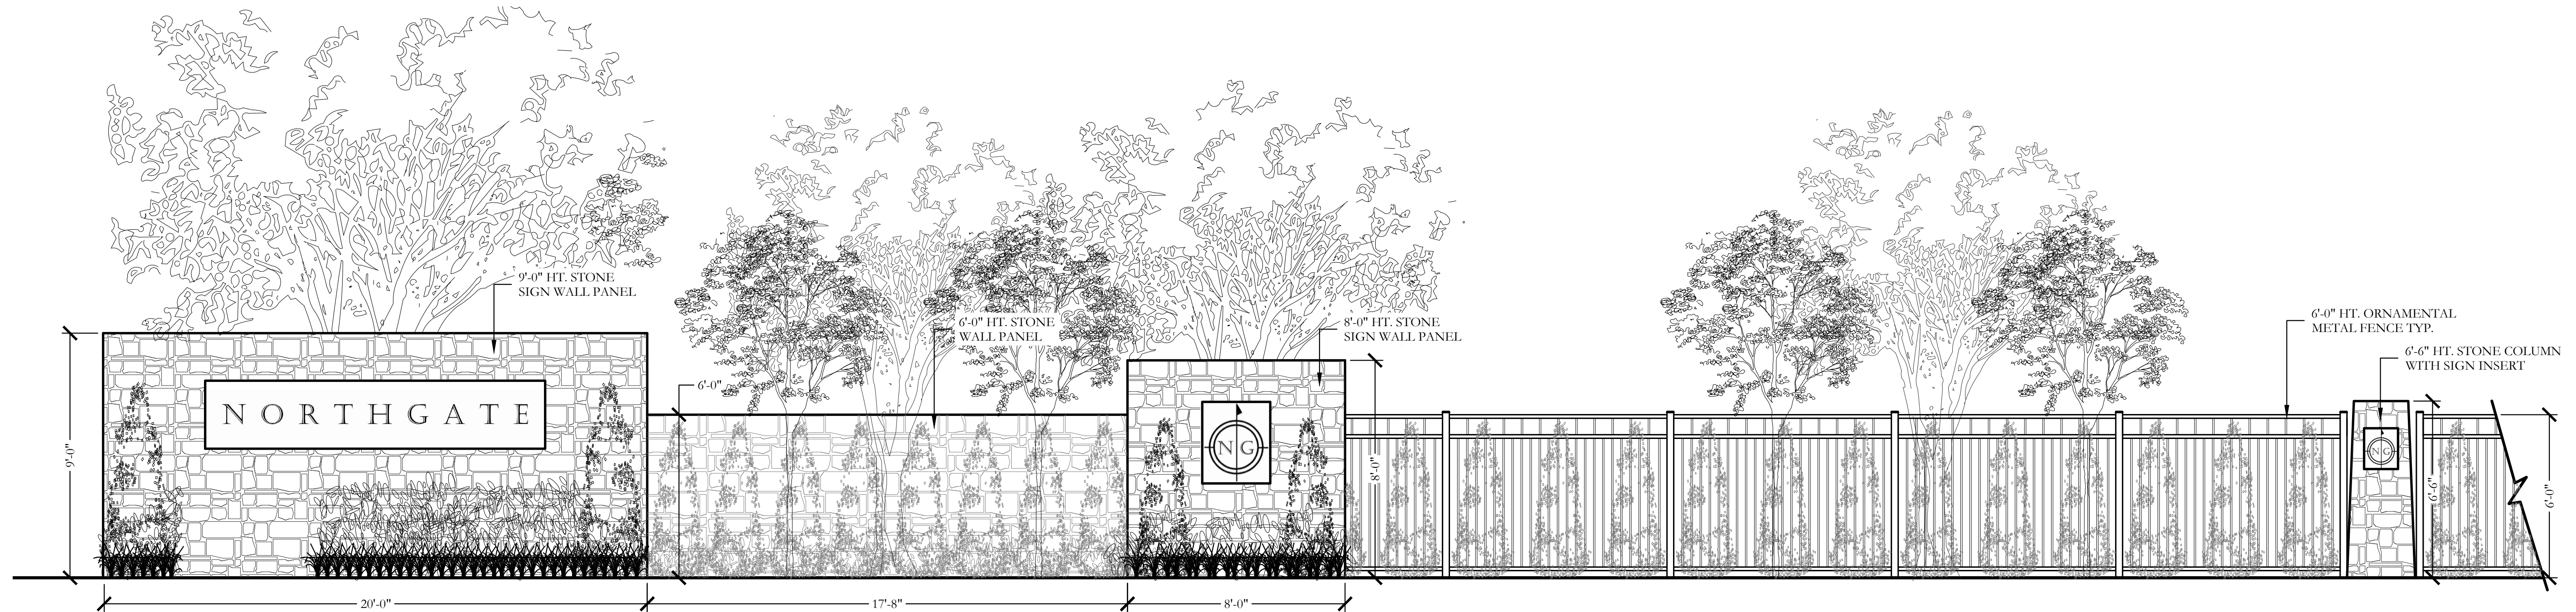 9'-0" HT. STONE
SIGN WALL PANEL
6'-0" HT. STONE
WALL PANEL
8'-0" HT. STONE
SIGN WALL PANEL
6'-0" HT. ORNAMENTAL
METAL FENCE TYP.
6'-6" HT. STONE COLUMN
WITH SIGN INSERT
NORTHGATE
NG
NG
9'-0"
6'-0"
8'-0"
6'-6"
6'-0"
20'-0"
17'-8"
8'-0"